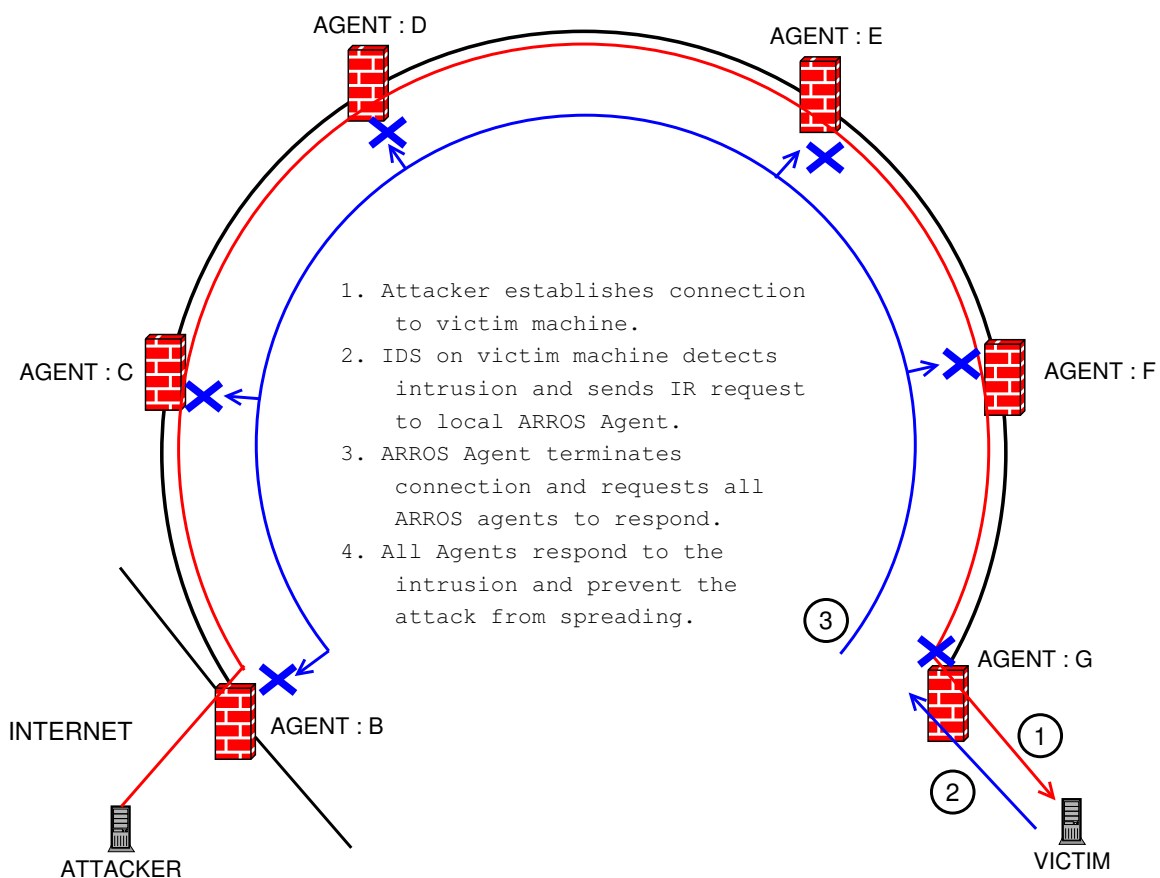 AGENT : D
AGENT : E
1. Attacker establishes connection
to victim machine.
2. IDS on victim machine detects
intrusion and sends IR request
to local ARROS Agent.
3. ARROS Agent terminates
connection and requests all
ARROS agents to respond.
4. All Agents respond to the
intrusion and prevent the
attack from spreading.
AGENT : C
AGENT : F
3
AGENT : G
AGENT : B
INTERNET
1
2
ATTACKER
VICTIM